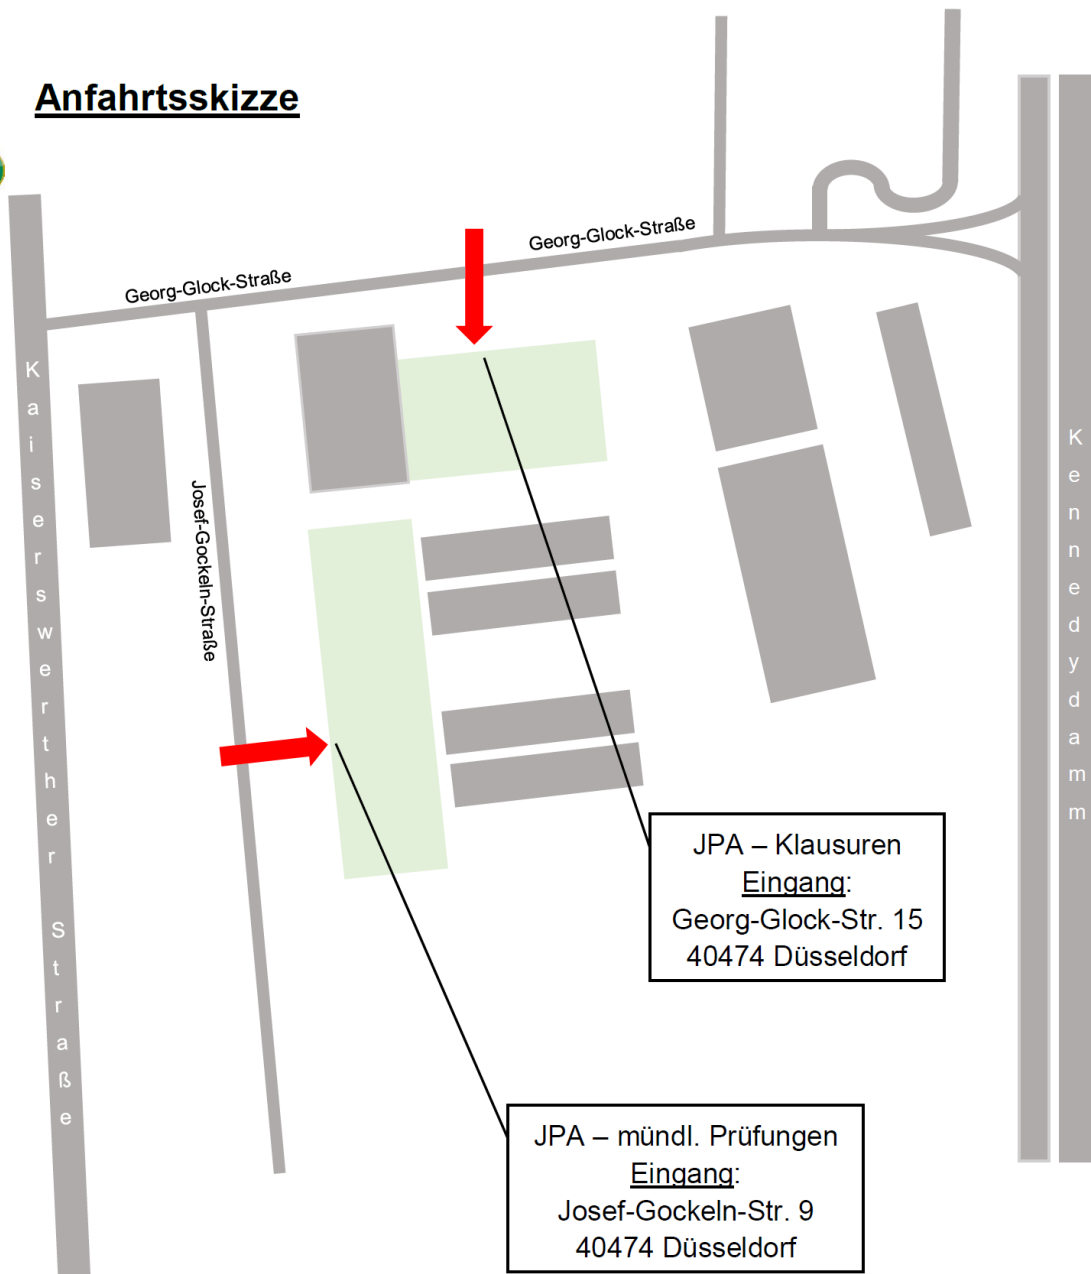 Anfahrtsskizze
Georg-Glock-Straße
Georg-Glock-Straße
Kaiserswerther Straße
Josef-Gockeln-Straße
Kennedydamm
JPA – Klausuren
Eingang:
Georg-Glock-Str. 15
40474 Düsseldorf
JPA – mündl. Prüfungen
Eingang:
Josef-Gockeln-Str. 9
40474 Düsseldorf